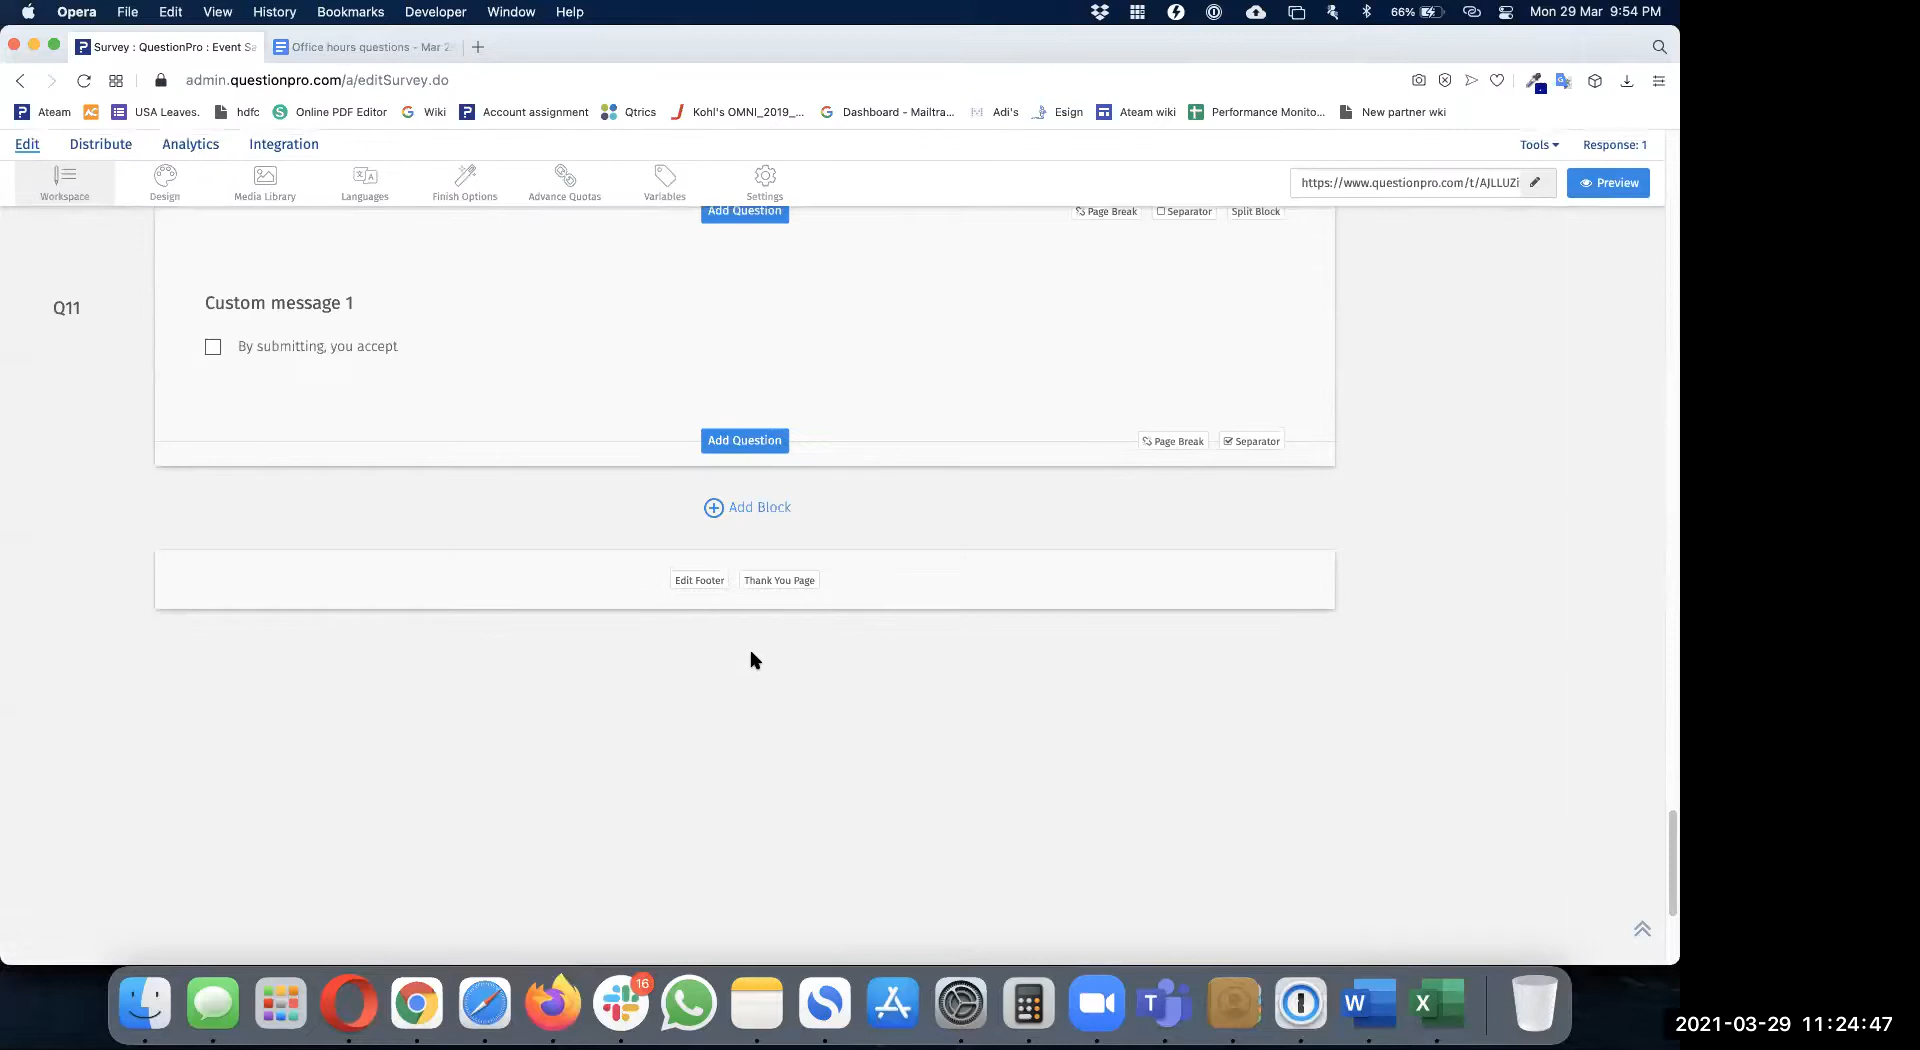 Opera File Edit View History Bookmarks Developer Window Help 66% Mon 29 Mar 9:54 PM
Survey : QuestionPro : Event Sa Office hours questions - Mar 2
admin.questionpro.com/a/editSurvey.do
Ateam USA Leaves. hdfc Online PDF Editor Wiki Account assignment Qtrics Kohl's OMNI_2019_... Dashboard - Mailtra... Adi's Esign Ateam wiki Performance Monito... New partner wki
Edit Distribute Analytics Integration Tools Response: 1
Workspace Design Media Library Languages Finish Options Advance Quotas Variables Settings https://www.questionpro.com/t/AJLLUZi Preview
Add Question Page Break Separator Split Block
Q11 Custom message 1
By submitting, you accept
Add Question Page Break Separator
Add Block
Edit Footer Thank You Page
16
2021-03-29 11:24:47